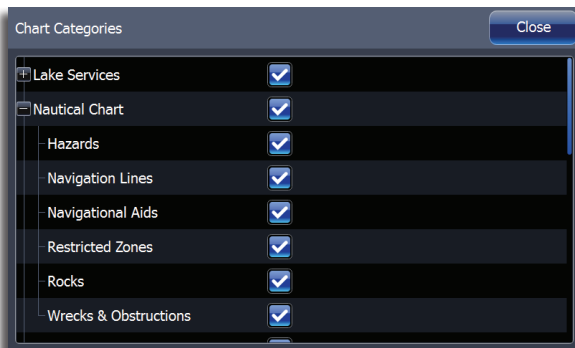 Chart Categories
Close
Lake Services
Nautical Chart
Hazards
Navigation Lines
Navigational Aids
Restricted Zones
Rocks
Wrecks & Obstructions